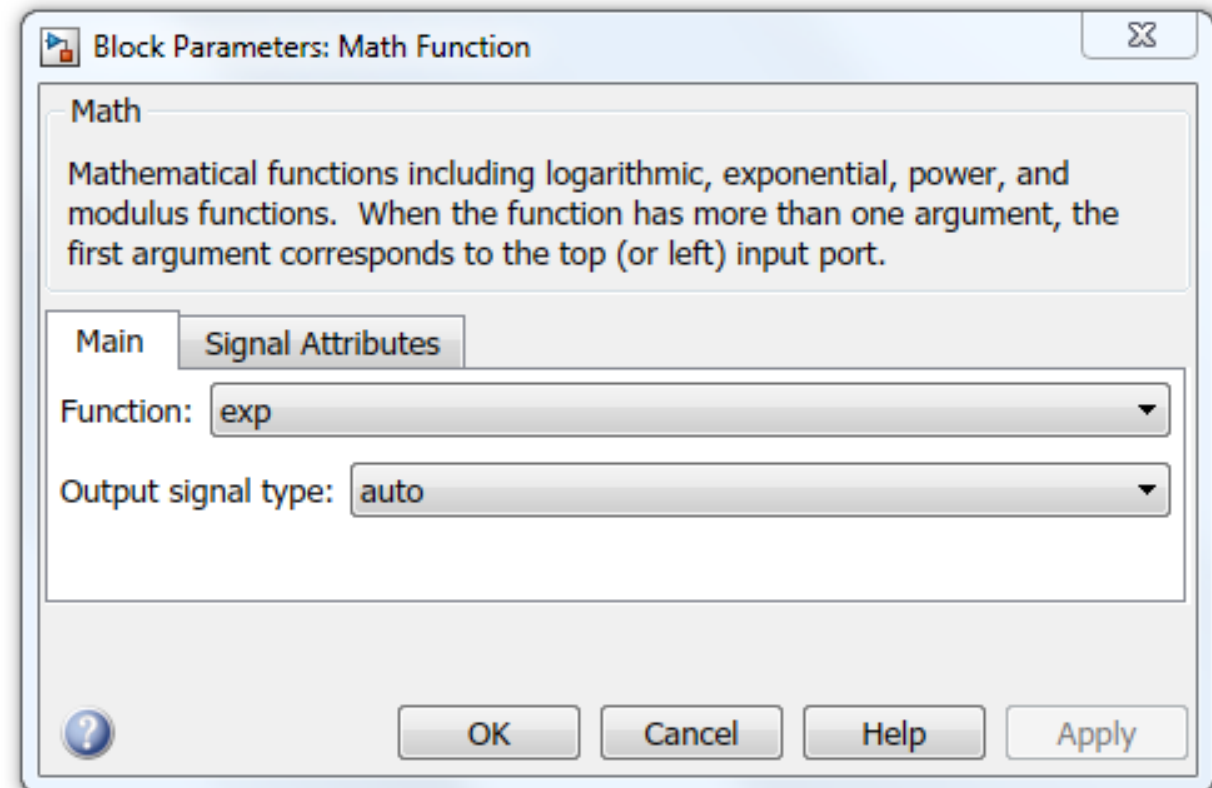 Block Parameters: Math Function
Math
Mathematical functions including logarithmic, exponential, power, and
modulus functions.  When the function has more than one argument, the
first argument corresponds to the top (or left) input port.
Main Signal Attributes
Function: exp
Output signal type: auto
? OK Cancel Help Apply